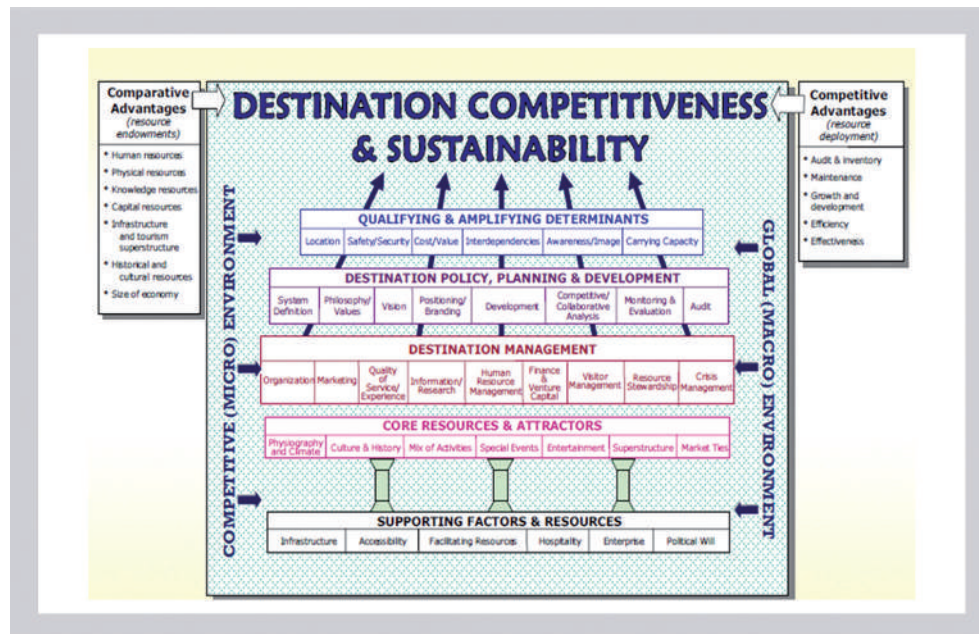 Comparative
Advantages
(resource
endowments)
* Human resources
* Physical resources
* Knowledge resources
* Capital resources
* Infrastructure
and tourism
superstructure
* Historical and
cultural resources
* Size of economy
DESTINATION COMPETITIVENESS
& SUSTAINABILITY
Competitive
Advantages
(resource
deployment)
* Audit & inventory
* Maintenance
* Growth and
development
* Efficiency
* Effectiveness
COMPETITIVE (MICRO) ENVIRONMENT
GLOBAL (MACRO) ENVIRONMENT
QUALIFYING & AMPLIFYING DETERMINANTS
Location Safety/Security Cost/Value Interdependencies Awareness/Image Carrying Capacity
DESTINATION POLICY, PLANNING & DEVELOPMENT
System
Definition
Philosophy/
Values
Vision
Positioning/
Branding
Development
Competitive/
Collaborative
Analysis
Monitoring &
Evaluation
Audit
DESTINATION MANAGEMENT
Organization
Marketing
Quality
of
Service/
Experience
Information/
Research
Human
Resource
Management
Finance
&
Venture
Capital
Visitor
Management
Resource
Stewardship
Crisis
Management
CORE RESOURCES & ATTRACTORS
Physiography
and Climate
Culture & History
Mix of Activities
Special Events
Entertainment
Superstructure
Market Ties
SUPPORTING FACTORS & RESOURCES
Infrastructure Accessibility Facilitating Resources Hospitality Enterprise Political Will